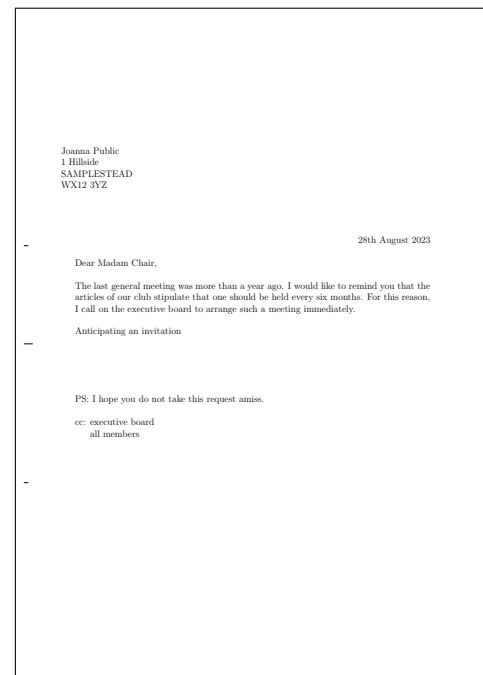 Joanna Public
1 Hillside
SAMPLESTEAD
WX12 3YZ
28th August 2023
Dear Madam Chair,
The last general meeting was more than a year ago. I would like to remind you that the
articles of our club stipulate that one should be held every six months. For this reason,
I call on the executive board to arrange such a meeting immediately.
Anticipating an invitation
PS: I hope you do not take this request amiss.
cc: executive board
all members